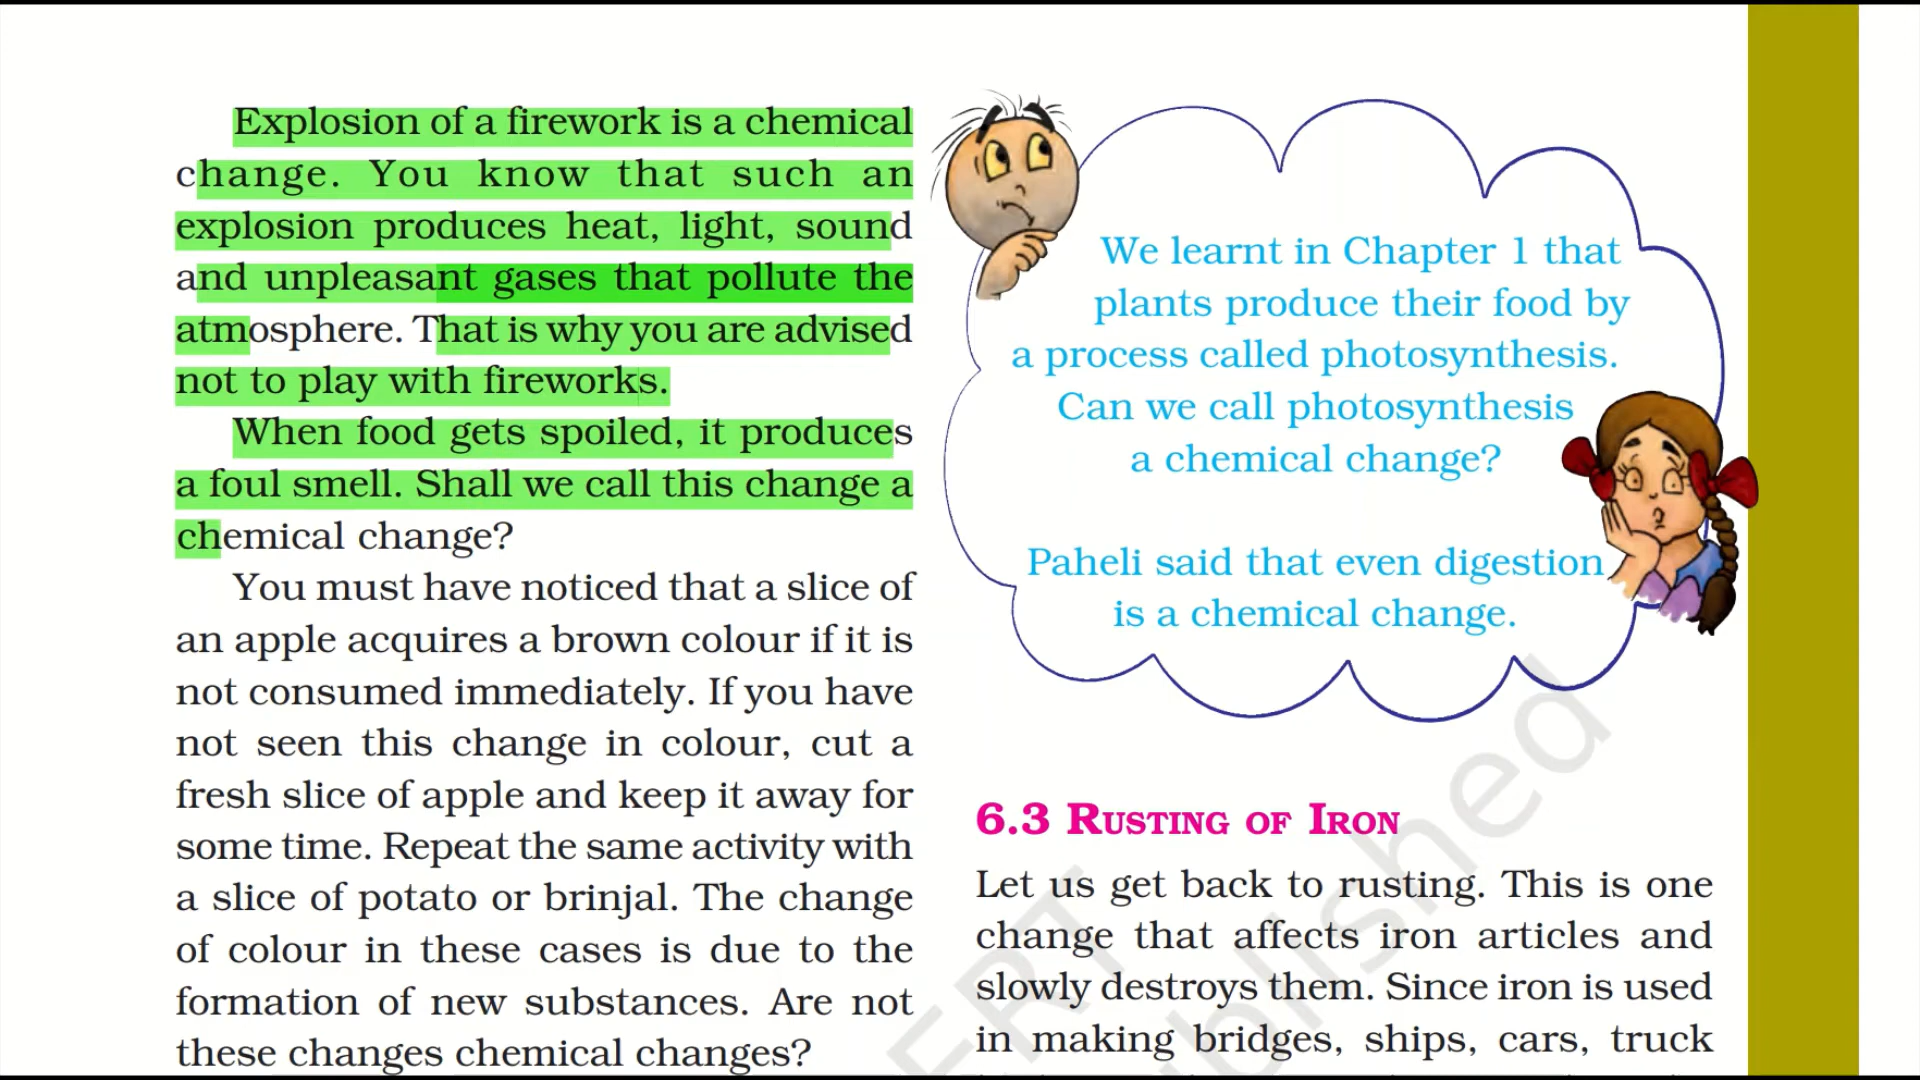 Explosion of a firework is a chemical
change. You know that such an
explosion produces heat, light, sound
and unpleasant gases that pollute the
atmosphere. That is why you are advised
not to play with fireworks.
When food gets spoiled, it produces
a foul smell. Shall we call this change a
chemical change?
You must have noticed that a slice of
an apple acquires a brown colour if it is
not consumed immediately. If you have
not seen this change in colour, cut a
fresh slice of apple and keep it away for
some time. Repeat the same activity with
a slice of potato or brinjal. The change
of colour in these cases is due to the
formation of new substances. Are not
these changes chemical changes?
We learnt in Chapter 1 that
plants produce their food by
a process called photosynthesis.
Can we call photosynthesis
a chemical change?
Paheli said that even digestion
is a chemical change.
6.3 Rusting of Iron
Let us get back to rusting. This is one
change that affects iron articles and
slowly destroys them. Since iron is used
in making bridges, ships, cars, truck